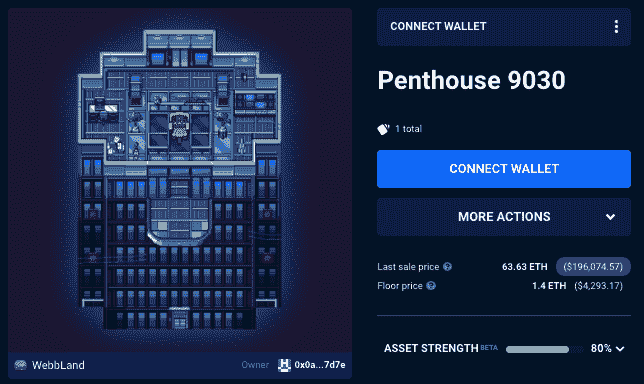 CONNECT WALLET
Penthouse 9030
1 total
CONNECT WALLET
MORE ACTIONS
Last sale price 63.63 ETH ($196,074.57)
Floor price 1.4 ETH ($4,293.17)
ASSET STRENGTH BETA 80%
WebbLand Owner 0x0a...7d7e